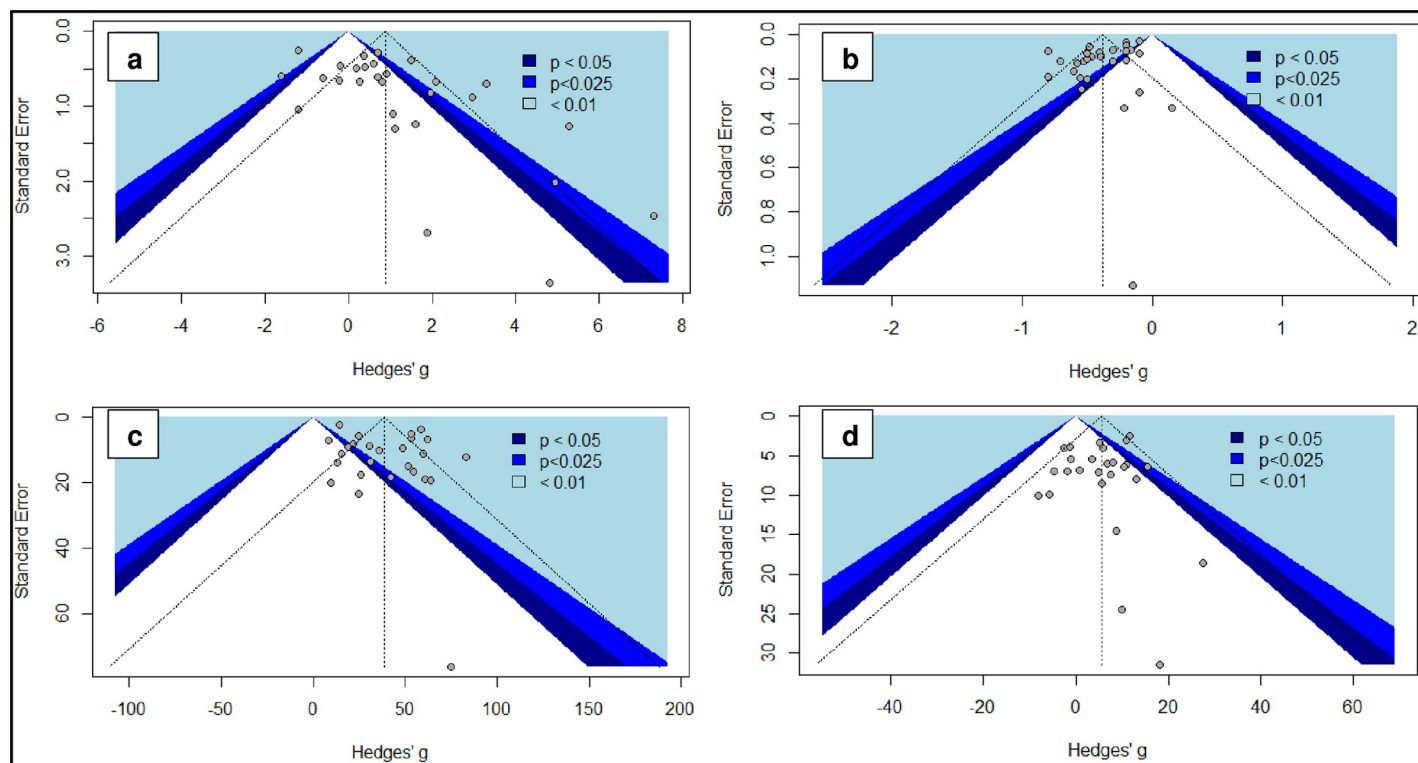 a
p < 0.05
p<0.025
< 0.01
Standard Error
0.0
1.0
2.0
3.0
-6 -4 -2 0 2 4 6 8
Hedges' g
b
p < 0.05
p<0.025
< 0.01
Standard Error
0.0
0.2
0.4
0.6
0.8
1.0
-2 -1 0 1 2
Hedges' g
c
p < 0.05
p<0.025
< 0.01
Standard Error
0
20
40
60
-100 -50 0 50 100 150 200
Hedges' g
d
p < 0.05
p<0.025
< 0.01
Standard Error
0
5
10
15
20
25
30
-40 -20 0 20 40 60
Hedges' g